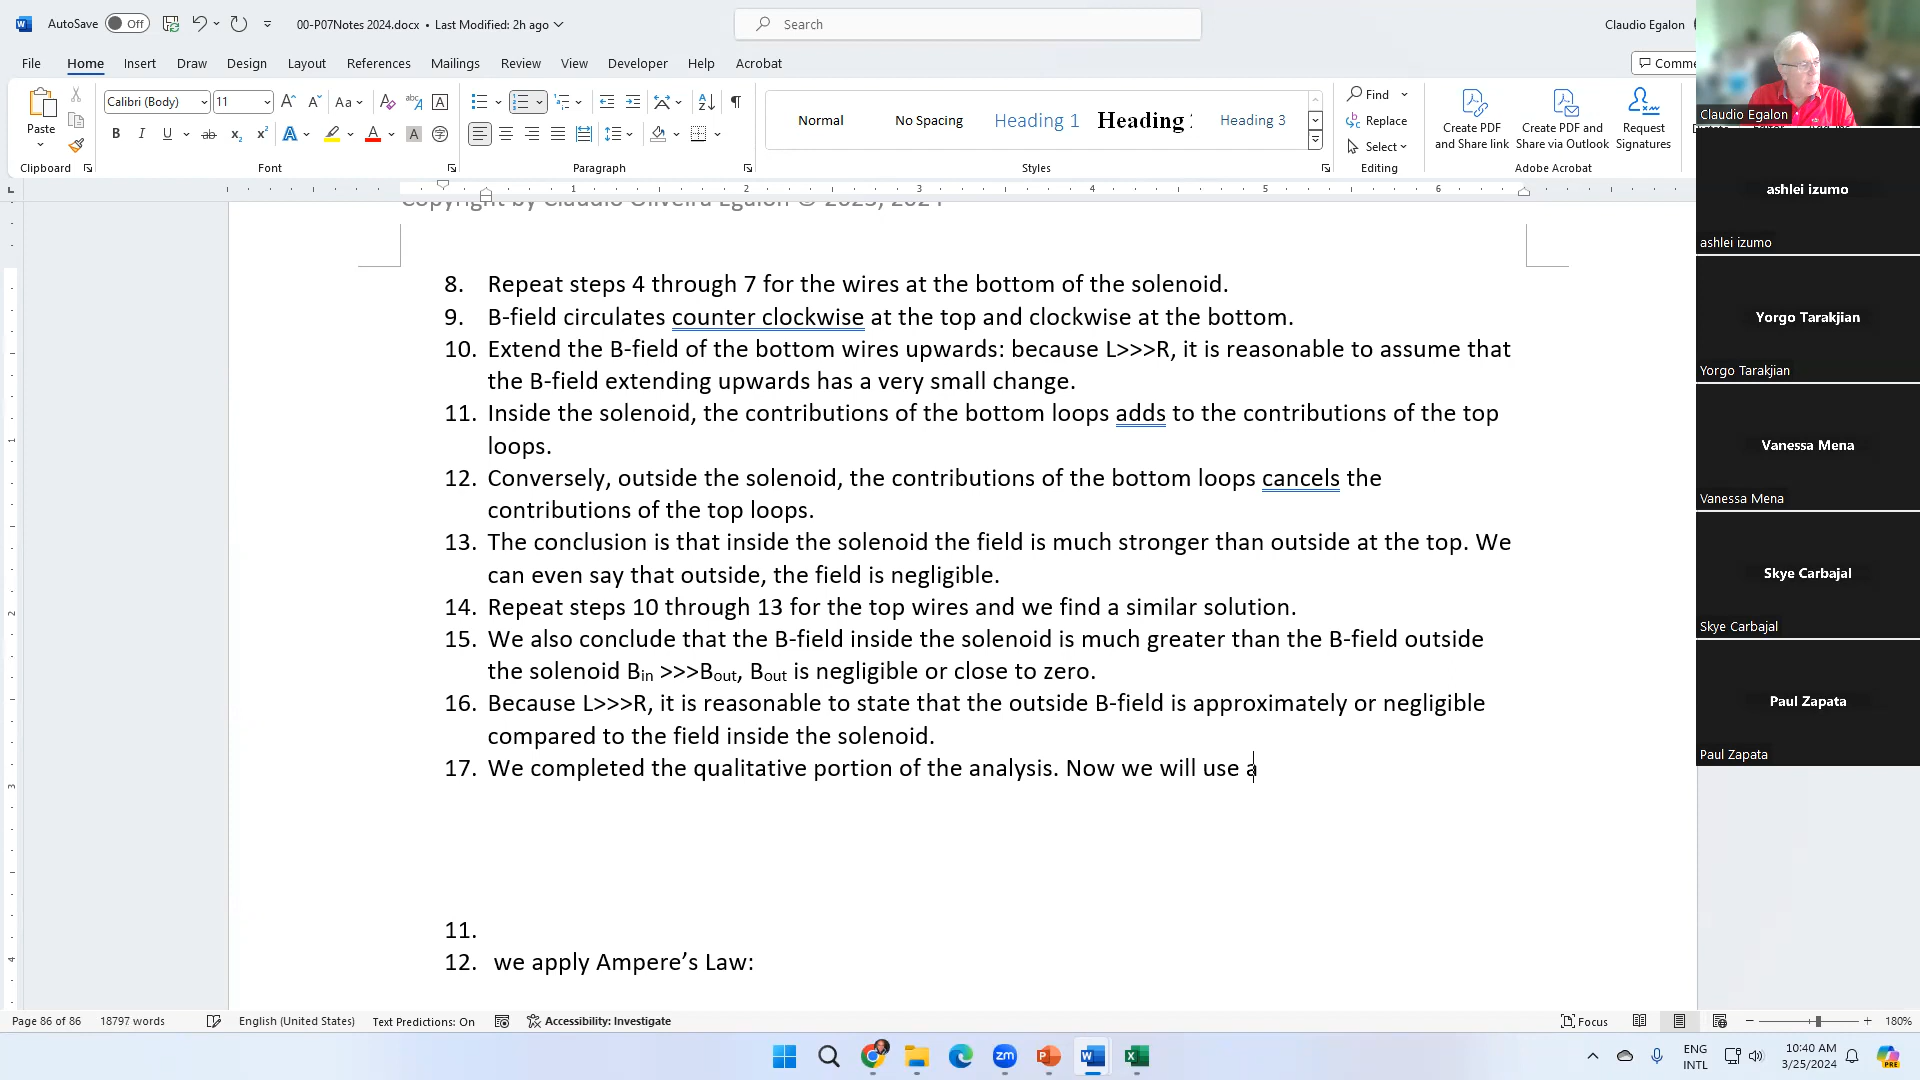 AutoSave Off 00-P07Notes 2024.docx • Last Modified: 2h ago Search Claudio Egalon
File Home Insert Draw Design Layout References Mailings Review View Developer Help Acrobat
Paste
Clipboard
Calibri (Body) 11
Font
Paragraph
Normal No Spacing Heading 1 Heading Heading 3
Styles
Find
Replace
Select
Editing
Create PDF and Share link
Create PDF and Share via Outlook
Request Signatures
Adobe Acrobat
Copyright by Claudio Oliveira Egalon © 2023, 2024
8. Repeat steps 4 through 7 for the wires at the bottom of the solenoid.
9. B-field circulates counter clockwise at the top and clockwise at the bottom.
10. Extend the B-field of the bottom wires upwards: because L>>>R, it is reasonable to assume that
the B-field extending upwards has a very small change.
11. Inside the solenoid, the contributions of the bottom loops adds to the contributions of the top
loops.
12. Conversely, outside the solenoid, the contributions of the bottom loops cancels the
contributions of the top loops.
13. The conclusion is that inside the solenoid the field is much stronger than outside at the top. We
can even say that outside, the field is negligible.
14. Repeat steps 10 through 13 for the top wires and we find a similar solution.
15. We also conclude that the B-field inside the solenoid is much greater than the B-field outside
the solenoid Bin >>>Bout, Bout is negligible or close to zero.
16. Because L>>>R, it is reasonable to state that the outside B-field is approximately or negligible
compared to the field inside the solenoid.
17. We completed the qualitative portion of the analysis. Now we will use a
11.
12. we apply Ampere’s Law:
Claudio Egalon
ashlei izumo
ashlei izumo
Yorgo Tarakjian
Yorgo Tarakjian
Vanessa Mena
Vanessa Mena
Skye Carbajal
Skye Carbajal
Paul Zapata
Paul Zapata
Page 86 of 86 18797 words English (United States) Text Predictions: On Accessibility: Investigate Focus 180%
ENG
INTL
10:40 AM
3/25/2024